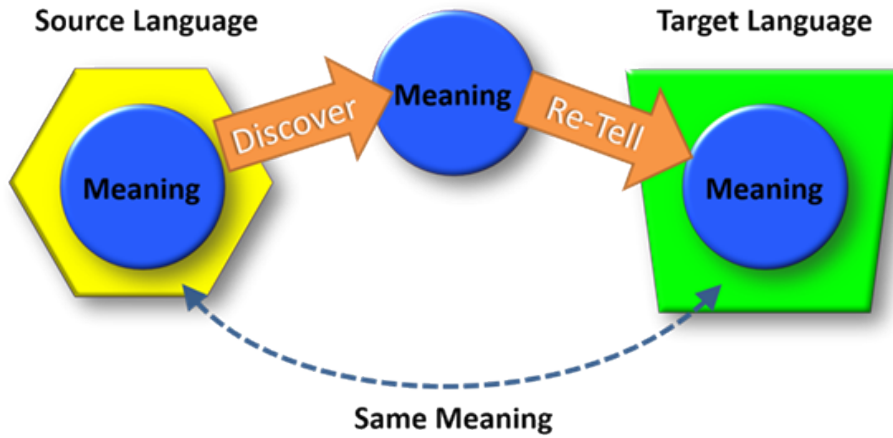 Source Language
Target Language
Meaning
Discover
Meaning
Re-Tell
Meaning
Same Meaning